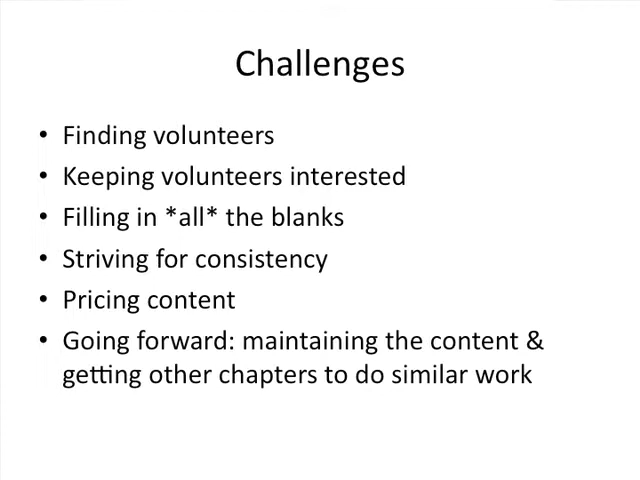 Challenges
• Finding volunteers
• Keeping volunteers interested
• Filling in *all* the blanks
• Striving for consistency
• Pricing content
• Going forward: maintaining the content &
getting other chapters to do similar work